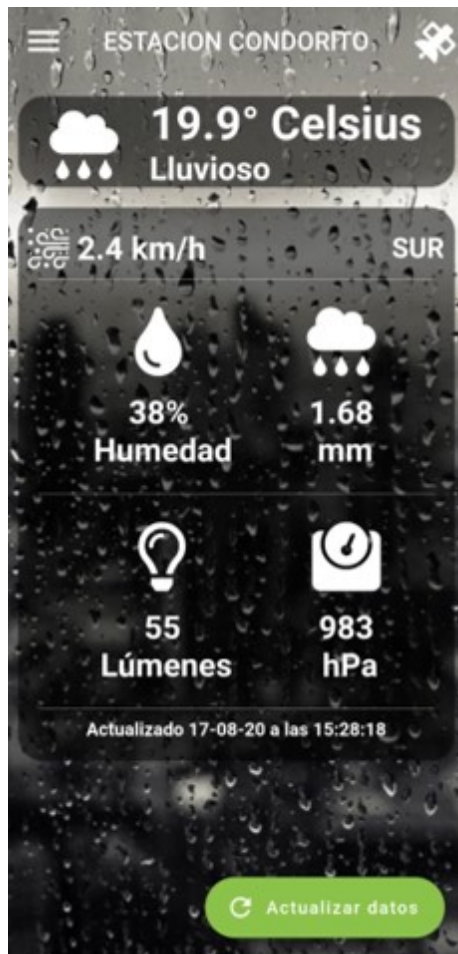 ESTACION CONDORITO
19.9° Celsius
Lluvioso
2.4 km/h SUR
38% 1.68
Humedad mm
55 983
Lúmenes hPa
Actualizado 17-08-20 a las 15:28:18
Actualizar datos